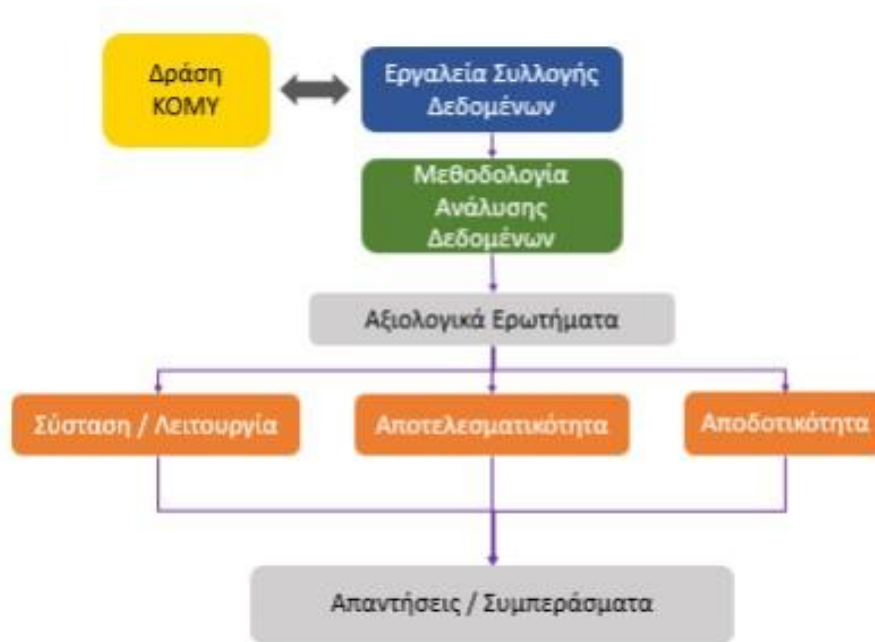 Δράση
ΚΟΜΥ
Εργαλεία Συλλογής
Δεδομένων
Μεθοδολογία
Ανάλυσης
Δεδομένων
Αξιολογικά Ερωτήματα
Σύσταση / Λειτουργία
Αποτελεσματικότητα
Αποδοτικότητα
Απαντήσεις / Συμπεράσματα